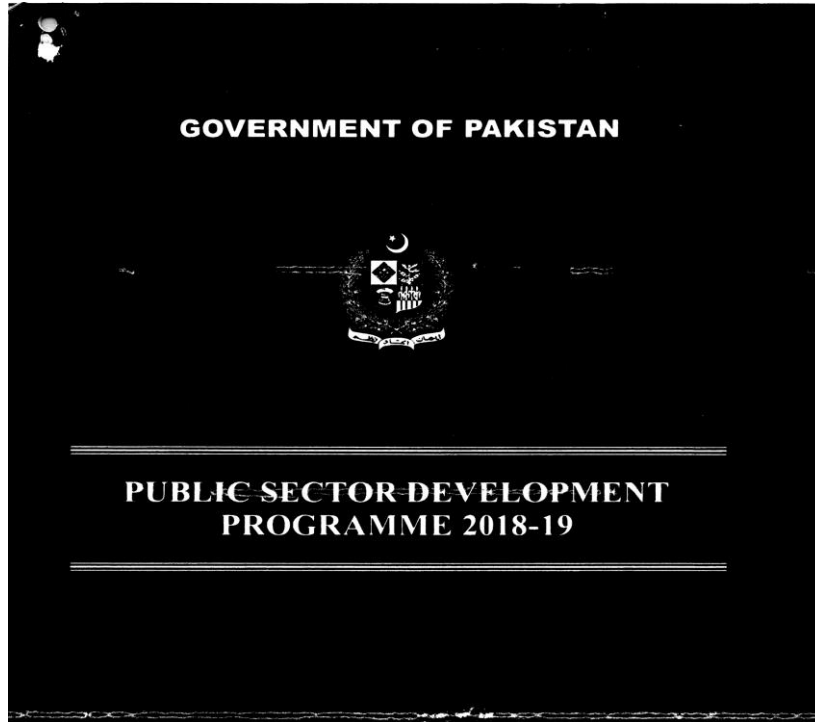 GOVERNMENT OF PAKISTAN
PUBLIC SECTOR DEVELOPMENT
PROGRAMME 2018-19